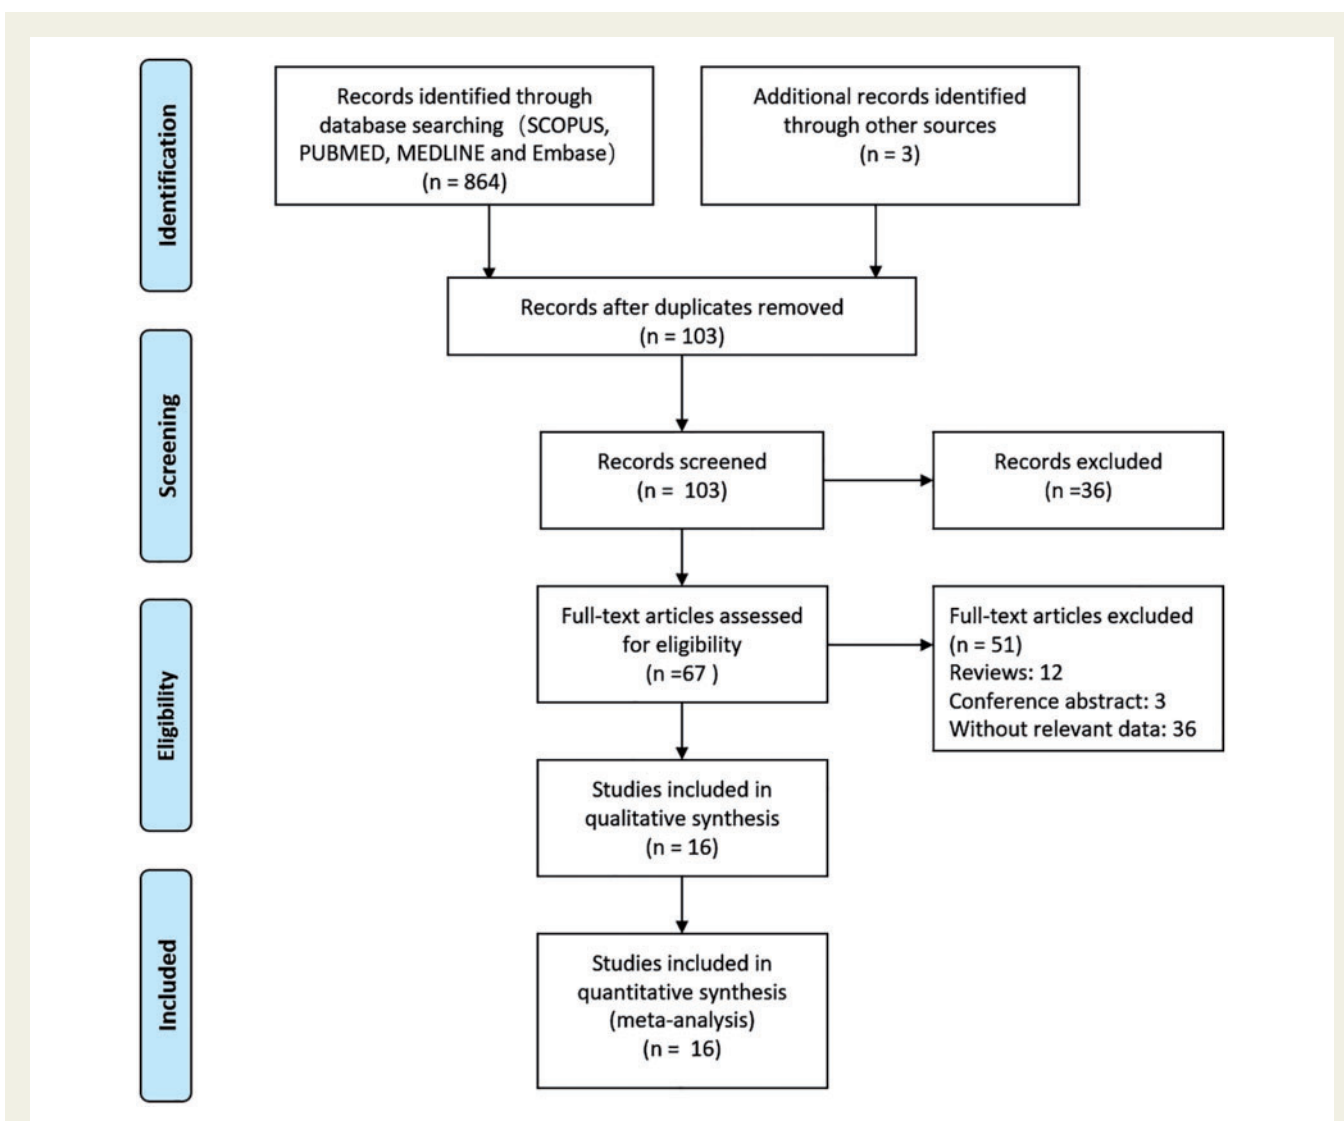 Identification
Records identified through
database searching（SCOPUS,
PUBMED, MEDLINE and Embase）
(n = 864)
Additional records identified
through other sources
(n = 3)
Records after duplicates removed
(n = 103)
Screening
Records screened
(n =  103)
Records excluded
(n =36)
Eligibility
Full-text articles assessed
for eligibility
(n =67 )
Full-text articles excluded
(n = 51)
Reviews: 12
Conference abstract: 3
Without relevant data: 36
Studies included in
qualitative synthesis
(n = 16)
Included
Studies included in
quantitative synthesis
(meta-analysis)
(n =  16)